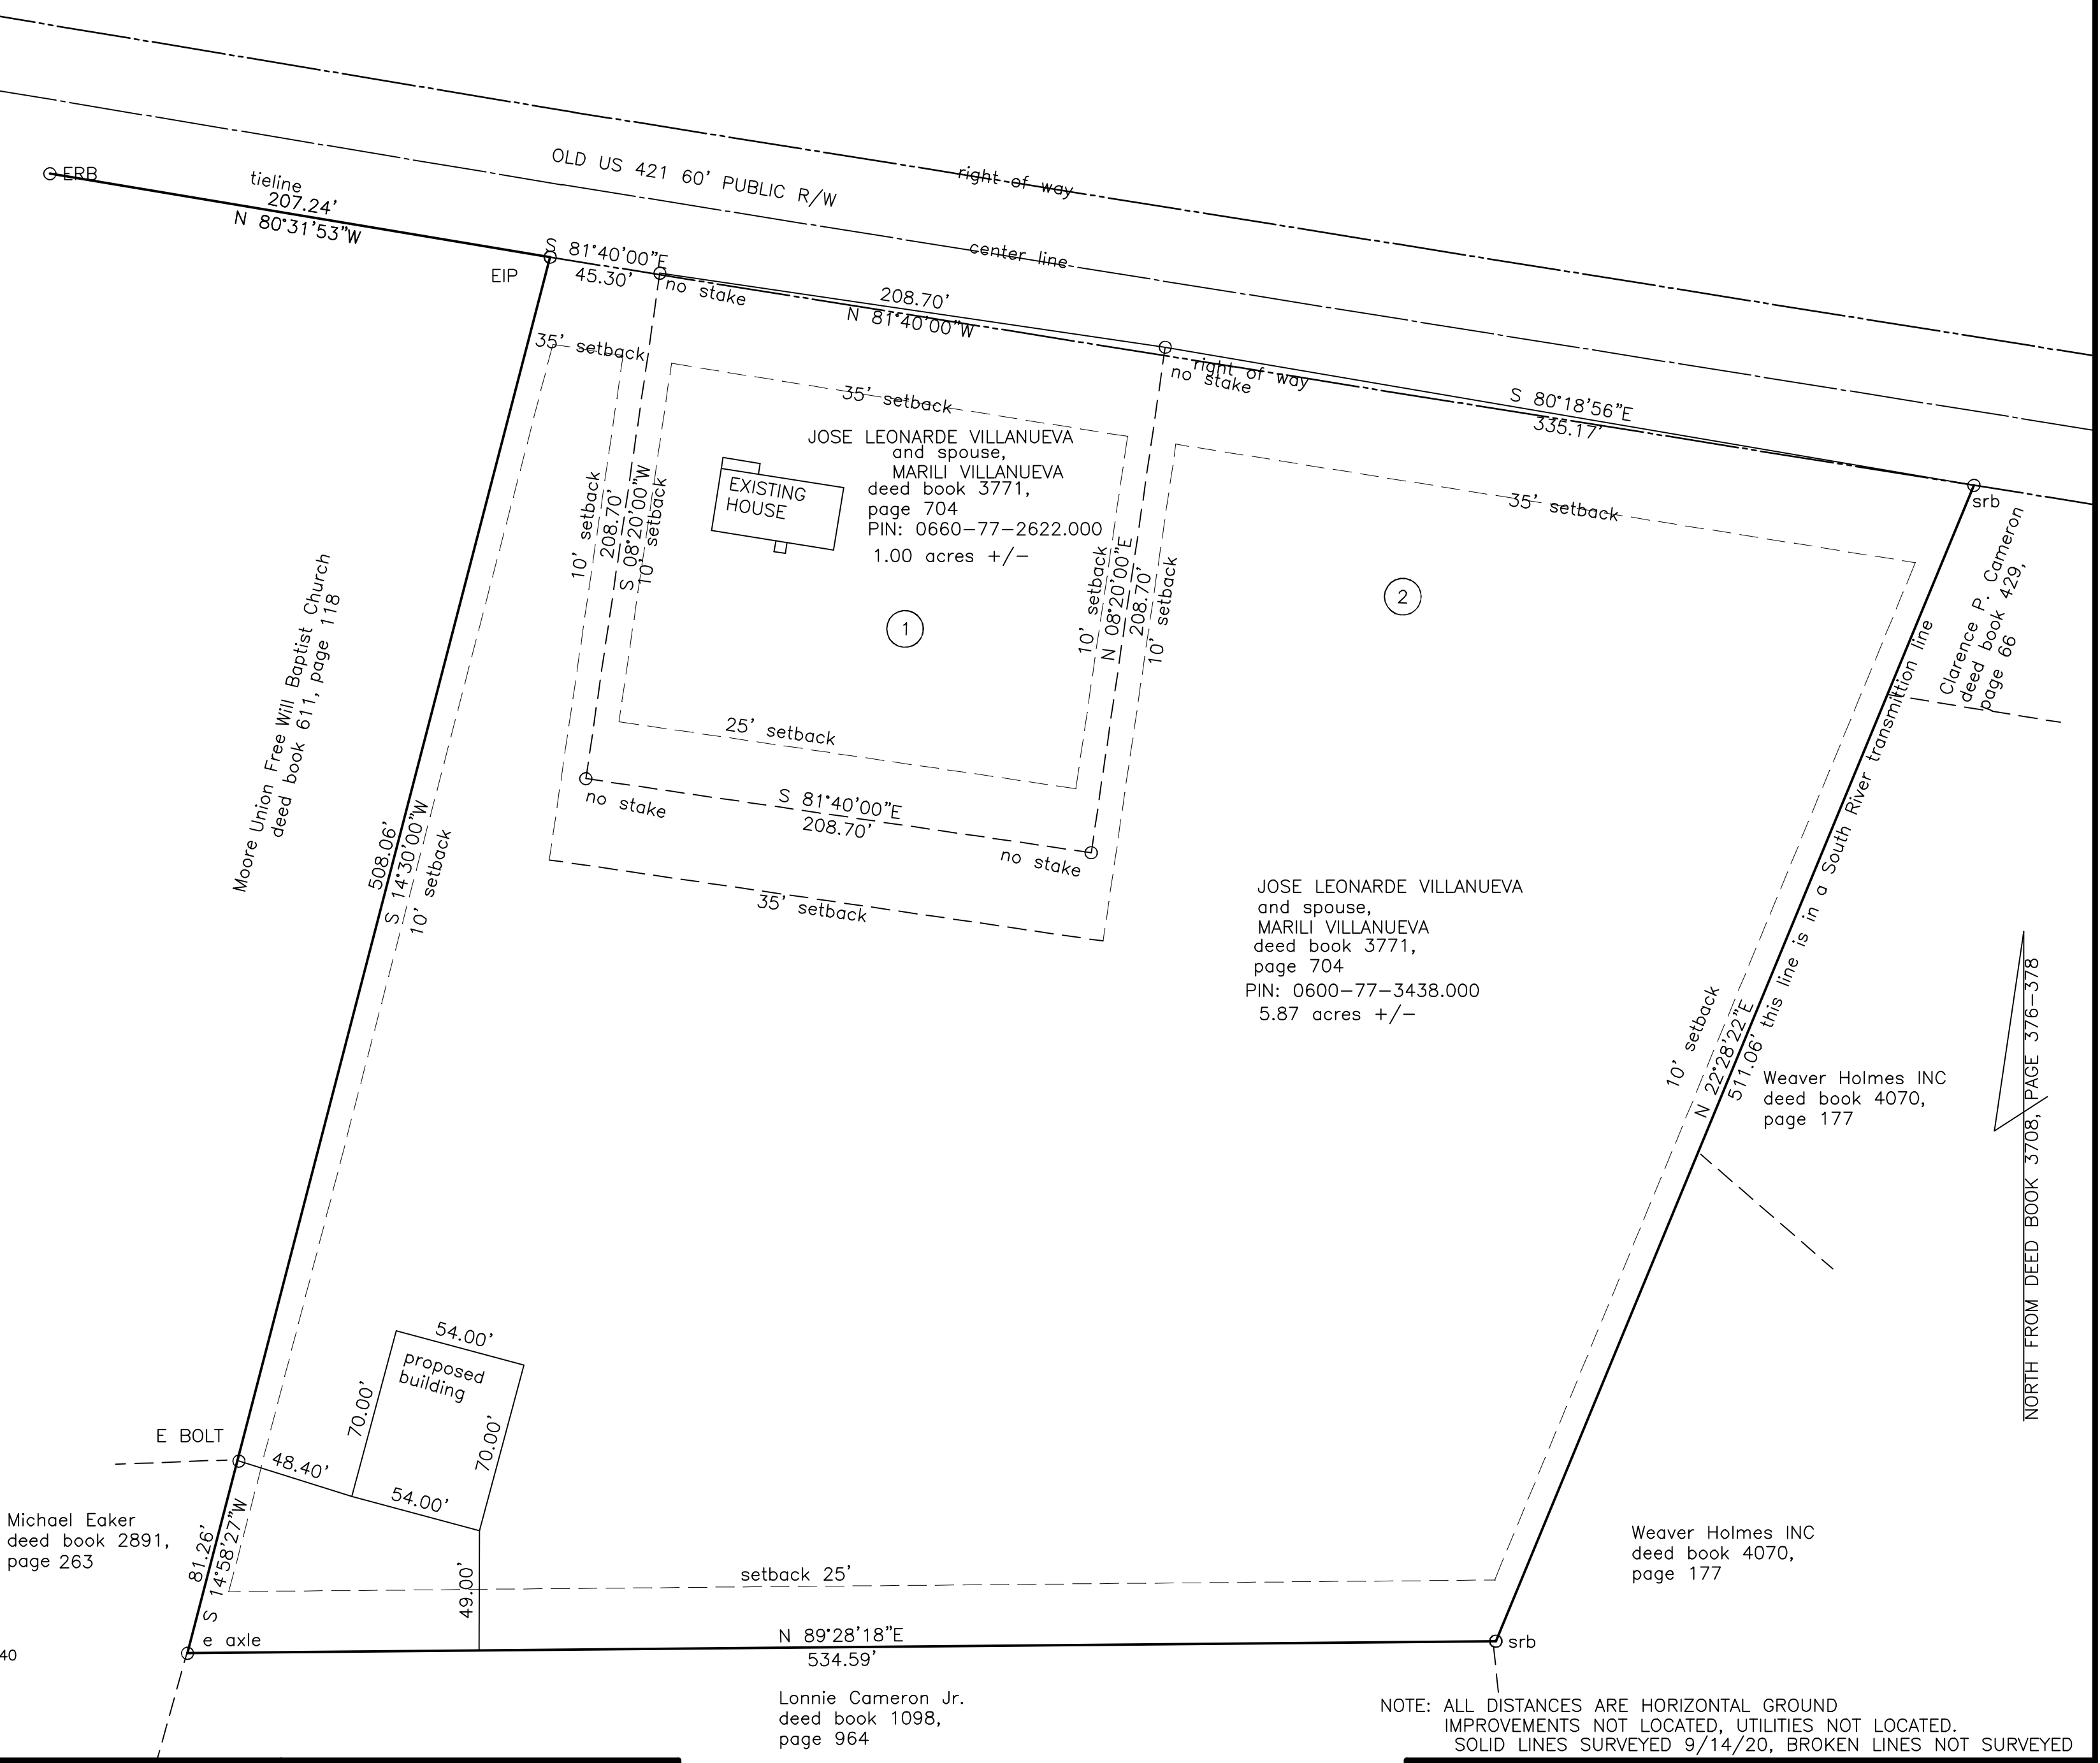 right of way
OLD US 421 60' PUBLIC R/W
center line
ERB
tieline
207.24'
N 80°31'53"W
S 81°40'00"E
45.30'
EIP
no stake
208.70'
N 81°40'00"W
right of way
no stake
S 80°18'56"E
335.17'
srb
35' setback
35' setback
35' setback
10' setback
208.70'
S 08°20'00"W
10' setback
EXISTING
HOUSE
JOSE LEONARDE VILLANUEVA
and spouse,
MARILI VILLANUEVA
deed book 3771,
page 704
PIN: 0660-77-2622.000
1.00 acres +/-
1
10' setback
N 08°20'00"E
208.70'
10' setback
2
Clarence P. Cameron
deed book 429,
page 66
Moore Union Free Will Baptist Church
deed book 611, page 118
25' setback
no stake
S 81°40'00"E
208.70'
no stake
35' setback
508.06'
S 14°30'00"W
10' setback
JOSE LEONARDE VILLANUEVA
and spouse,
MARILI VILLANUEVA
deed book 3771,
page 704
PIN: 0600-77-3438.000
5.87 acres +/-
10' setback
N 22°28'22"E
511.06' this line is in a South River transmittion line
Weaver Holmes INC
deed book 4070,
page 177
NORTH FROM DEED BOOK 3708, PAGE 376-378
54.00'
proposed
building
70.00'
70.00'
E BOLT
48.40'
54.00'
Michael Eaker
deed book 2891,
page 263
81.26'
S 14°58'27"W
49.00'
setback 25'
Weaver Holmes INC
deed book 4070,
page 177
e axle
40
N 89°28'18"E
534.59'
srb
Lonnie Cameron Jr.
deed book 1098,
page 964
NOTE: ALL DISTANCES ARE HORIZONTAL GROUND
IMPROVEMENTS NOT LOCATED, UTILITIES NOT LOCATED.
SOLID LINES SURVEYED 9/14/20, BROKEN LINES NOT SURVEYED